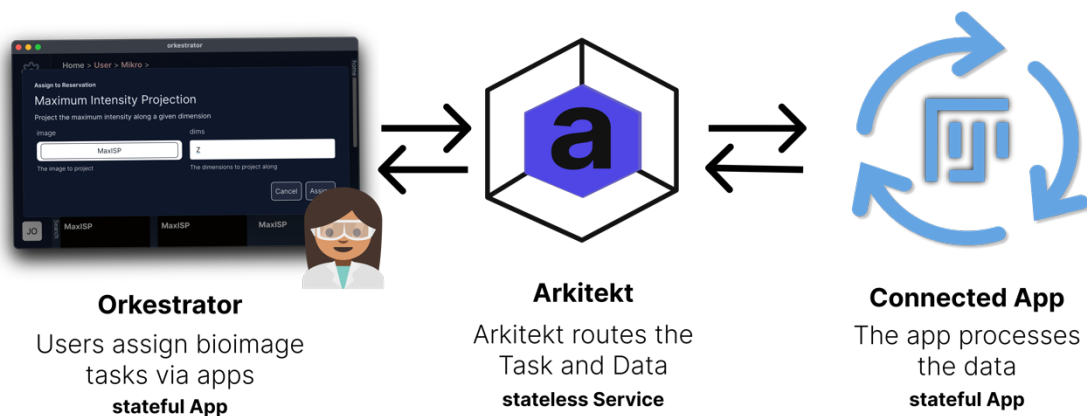 orkestrator
Home > User > Mikro >
Assign to Reservation
Maximum Intensity Projection
Project the maximum intensity along a given dimension
image
dims
MaxISP
Z
The image to project
The dimensions to project along
Cancel
JO
Search
MaxISP
MaxISP
MaxISP
a
Orkestrator
Users assign bioimage
tasks via apps
stateful App
Arkitekt
Arkitekt routes the
Task and Data
stateless Service
Connected App
The app processes
the data
stateful App